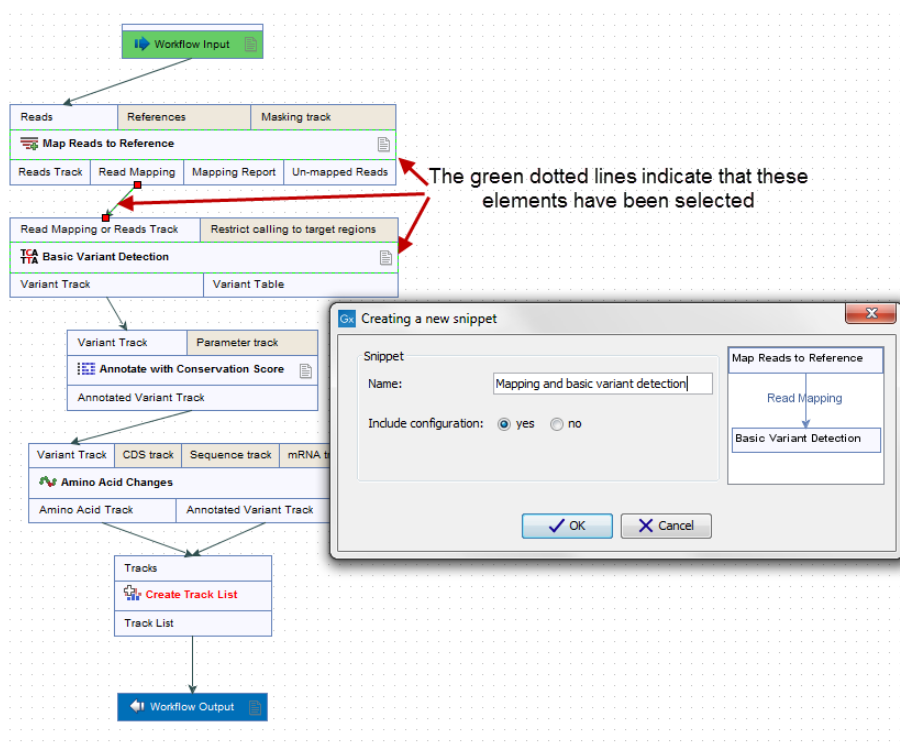 Workflow Input
Reads References Masking track
Map Reads to Reference
Reads Track Read Mapping Mapping Report Un-mapped Reads
The green dotted lines indicate that these
elements have been selected
Read Mapping or Reads Track Restrict calling to target regions
TCA
TTA
Basic Variant Detection
Variant Track Variant Table
Variant Track Parameter track
Annotate with Conservation Score
Annotated Variant Track
Variant Track CDS track Sequence track mRNA
Amino Acid Changes
Amino Acid Track Annotated Variant Track
Tracks
Create Track List
Track List
Workflow Output
Gx Creating a new snippet
Snippet
Name: Mapping and basic variant detection
Include configuration: yes no
Map Reads to Reference
Read Mapping
Basic Variant Detection
OK Cancel